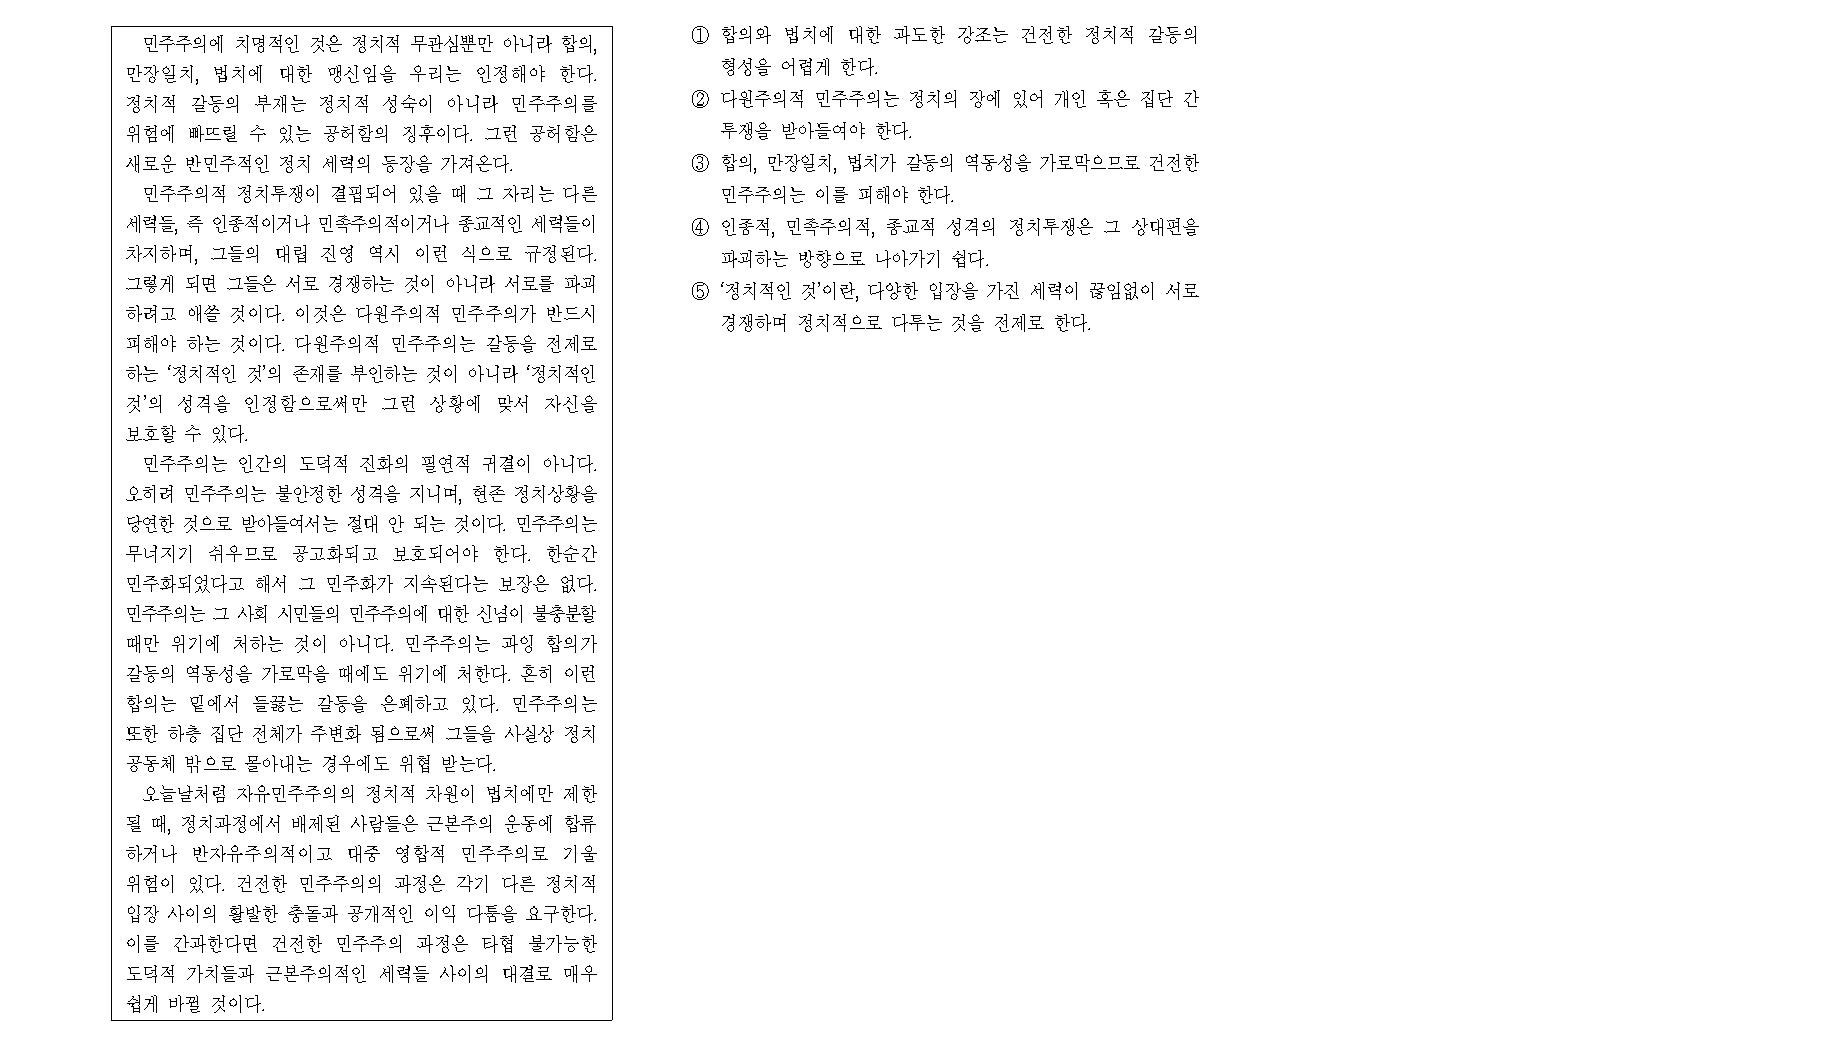 민주주의에 치명적인 것은 정치적 무관심뿐만 아니라 합의,
만장일치, 법치에 대한 맹신임을 우리는 인정해야 한다.
정치적 갈등의 부재는 정치적 성숙이 아니라 민주주의를
위험에 빠뜨릴 수 있는 공허함의 징후이다. 그런 공허함은
새로운 반민주적인 정치 세력의 등장을 가져온다.
민주주의적 정치투쟁이 결핍되어 있을 때 그 자리는 다른
세력들, 즉 인종적이거나 민족주의적이거나 종교적인 세력들이
차지하며, 그들의 대립 진영 역시 이런 식으로 규정된다.
그렇게 되면 그들은 서로 경쟁하는 것이 아니라 서로를 파괴
하려고 애쓸 것이다. 이것은 다원주의적 민주주의가 반드시
피해야 하는 것이다. 다원주의적 민주주의는 갈등을 전제로
하는 ‘정치적인 것’의 존재를 부인하는 것이 아니라 ‘정치적인
것’의 성격을 인정함으로써만 그런 상황에 맞서 자신을
보호할 수 있다.
민주주의는 인간의 도덕적 진화의 필연적 귀결이 아니다.
오히려 민주주의는 불안정한 성격을 지니며, 현존 정치상황을
당연한 것으로 받아들여서는 절대 안 되는 것이다. 민주주의는
무너지기 쉬우므로 공고화되고 보호되어야 한다. 한순간
민주화되었다고 해서 그 민주화가 지속된다는 보장은 없다.
민주주의는 그 사회 시민들의 민주주의에 대한 신념이 불충분할
때만 위기에 처하는 것이 아니다. 민주주의는 과잉 합의가
갈등의 역동성을 가로막을 때에도 위기에 처한다. 흔히 이런
합의는 밑에서 들끓는 갈등을 은폐하고 있다. 민주주의는
또한 하층 집단 전체가 주변화 됨으로써 그들을 사실상 정치
공동체 밖으로 몰아내는 경우에도 위협 받는다.
오늘날처럼 자유민주주의의 정치적 차원이 법치에만 제한
될 때, 정치과정에서 배제된 사람들은 근본주의 운동에 합류
하거나 반자유주의적이고 대중 영합적 민주주의로 기울
위험이 있다. 건전한 민주주의의 과정은 각기 다른 정치적
입장 사이의 활발한 충돌과 공개적인 이익 다툼을 요구한다.
이를 간과한다면 건전한 민주주의 과정은 타협 불가능한
도덕적 가치들과 근본주의적인 세력들 사이의 대결로 매우
쉽게 바뀔 것이다.
① 합의와 법치에 대한 과도한 강조는 건전한 정치적 갈등의
형성을 어렵게 한다.
② 다원주의적 민주주의는 정치의 장에 있어 개인 혹은 집단 간
투쟁을 받아들여야 한다.
③ 합의, 만장일치, 법치가 갈등의 역동성을 가로막으므로 건전한
민주주의는 이를 피해야 한다.
④ 인종적, 민족주의적, 종교적 성격의 정치투쟁은 그 상대편을
파괴하는 방향으로 나아가기 쉽다.
⑤ ‘정치적인 것’이란, 다양한 입장을 가진 세력이 끊임없이 서로
경쟁하며 정치적으로 다투는 것을 전제로 한다.